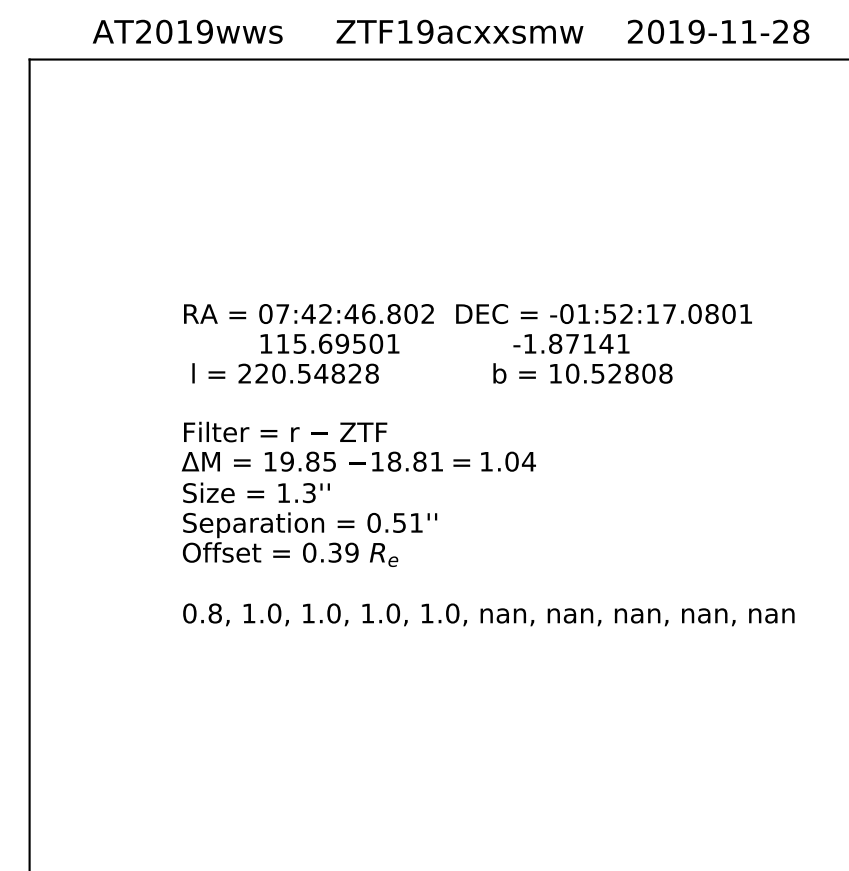 AT2019wws ZTF19acxxsmw 2019-11-28
RA = 07:42:46.802 DEC = -01:52:17.0801
115.69501 -1.87141
l = 220.54828 b = 10.52808
Filter = r − ZTF
ΔM = 19.85 −18.81 = 1.04
Size = 1.3''
Separation = 0.51''
Offset = 0.39 Rₑ
0.8, 1.0, 1.0, 1.0, 1.0, nan, nan, nan, nan, nan